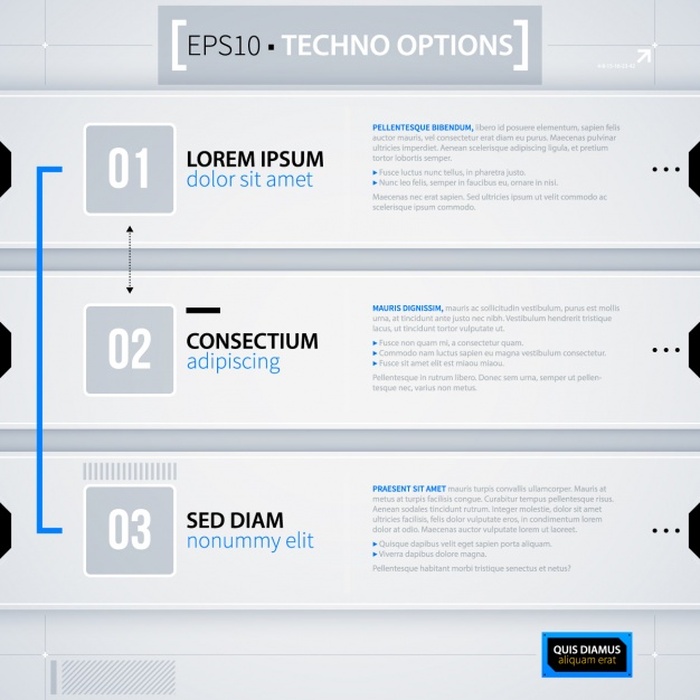 [EPS10 ▪ TECHNO OPTIONS]
01
LOREM IPSUM
dolor sit amet
PELLENTESQUE BIBENDUM, libero id posuere elementum, sapien felis
auctor mauris, vel consectetur erat diam eu purus. Maecenas pulvinar
ultricies imperdiet. Aenean scelerisque adipiscing ligula, et pretium
tortor lobortis semper.
▸ Fusce luctus nunc tellus, in pharetra justo.
▸ Nunc leo felis, semper in faucibus eu, ornare in nisl.
Maecenas nec erat sapien. Sed ultricies ipsum ut velit commodo ac
scelerisque ipsum commodo.
02
CONSECTIUM
adipiscing
MAURIS DIGNISSIM, mauris ac sollicitudin vestibulum, purus est mollis
urna, at tincidunt ante justo nec nibh. Vestibulum hendrerit tristique
lacus, ut tincidunt tortor vulputate ut.
▸ Fusce non quam mi, a consectetur quam.
▸ Commodo nam luctus sapien eu magna vestibulum consectetur.
▸ Fusce sit amet elit est miaou miaou.
Pellentesque in rutrum libero. Donec sem urna, semper ut pellen-
tesque nec, varius non metus.
03
SED DIAM
nonummy elit
PRAESENT SIT AMET mauris turpis convallis ullamcorper. Mauris at
metus at turpis facilisis congue. Curabitur tempus pellentesque risus.
Aenean sodales tincidunt rutrum. Integer molestie, dolor sit amet
ultricies facilisis, felis dolor vulputate eros, in condimentum lorem
dolor at odio. Maecenas auctor vulputate lorem ut laoreet.
▸ Quisque dapibus velit eget sapien porta aliquam.
▸ Viverra dapibus dolore magna.
Pellentesque habitant morbi tristique senectus et netus?
QUIS DIAMUS
aliquam erat